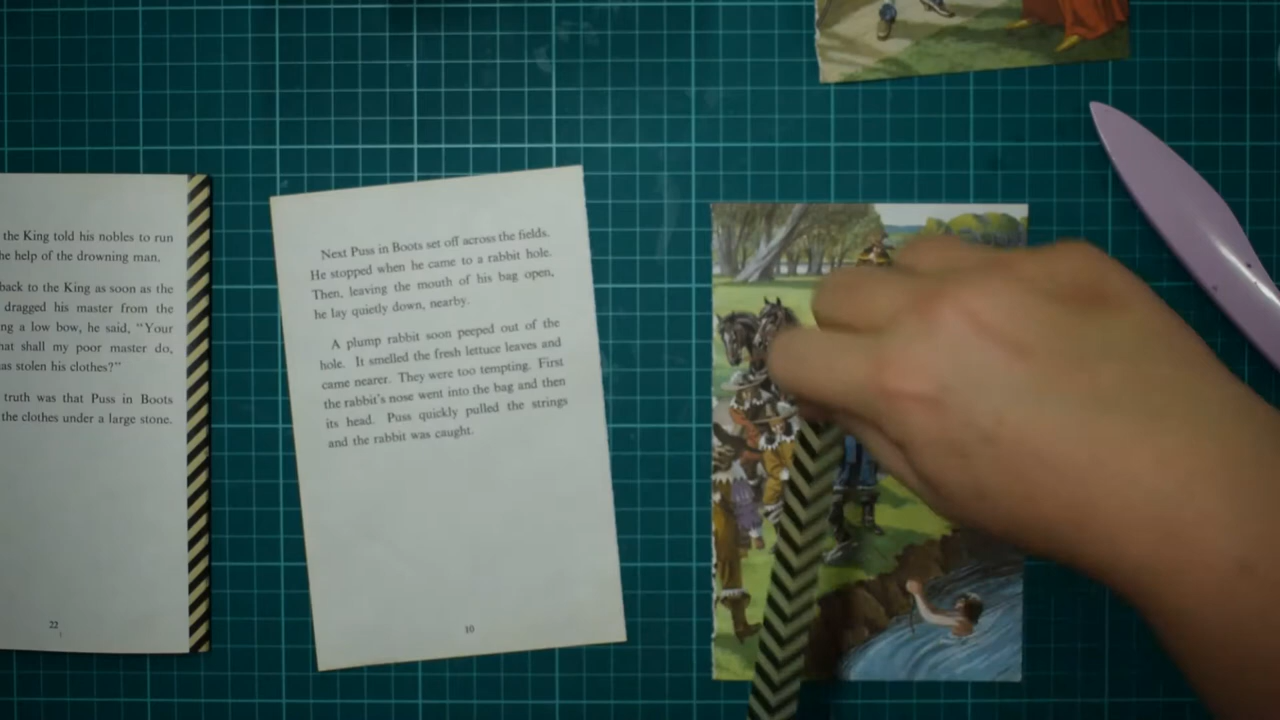 the King told his nobles to run
he help of the drowning man.
back to the King as soon as the
dragged his master from the
ng a low bow, he said, "Your
hat shall my poor master do,
as stolen his clothes?"
truth was that Puss in Boots
the clothes under a large stone.
22
Next Puss in Boots set off across the fields.
He stopped when he came to a rabbit hole.
Then, leaving the mouth of his bag open,
he lay quietly down, nearby.
A plump rabbit soon peeped out of the
hole. It smelled the fresh lettuce leaves and
came nearer. They were too tempting. First
the rabbit's nose went into the bag and then
its head. Puss quickly pulled the strings
and the rabbit was caught.
10